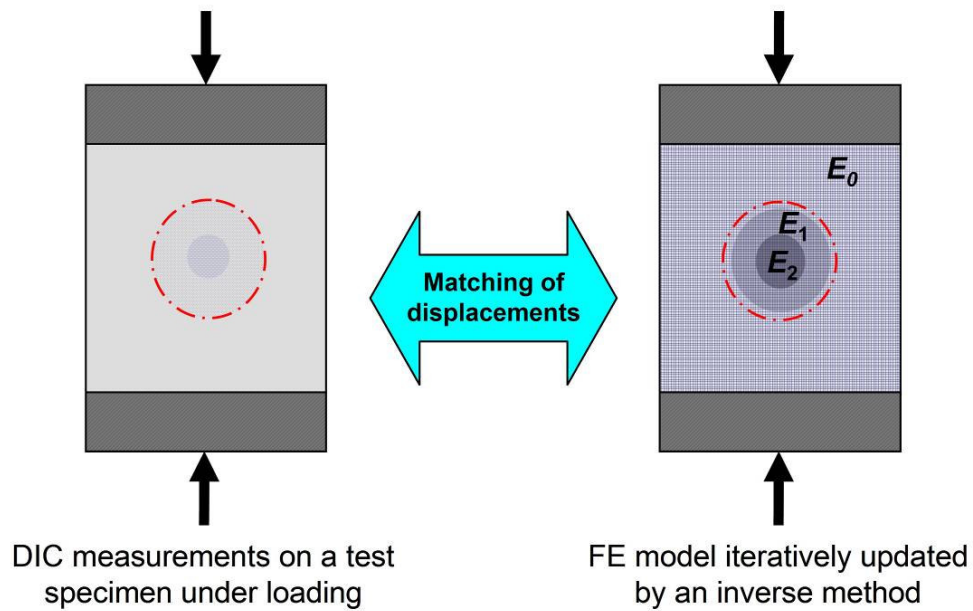 E₀
E₁
E₂
Matching of
displacements
DIC measurements on a test
specimen under loading
FE model iteratively updated
by an inverse method